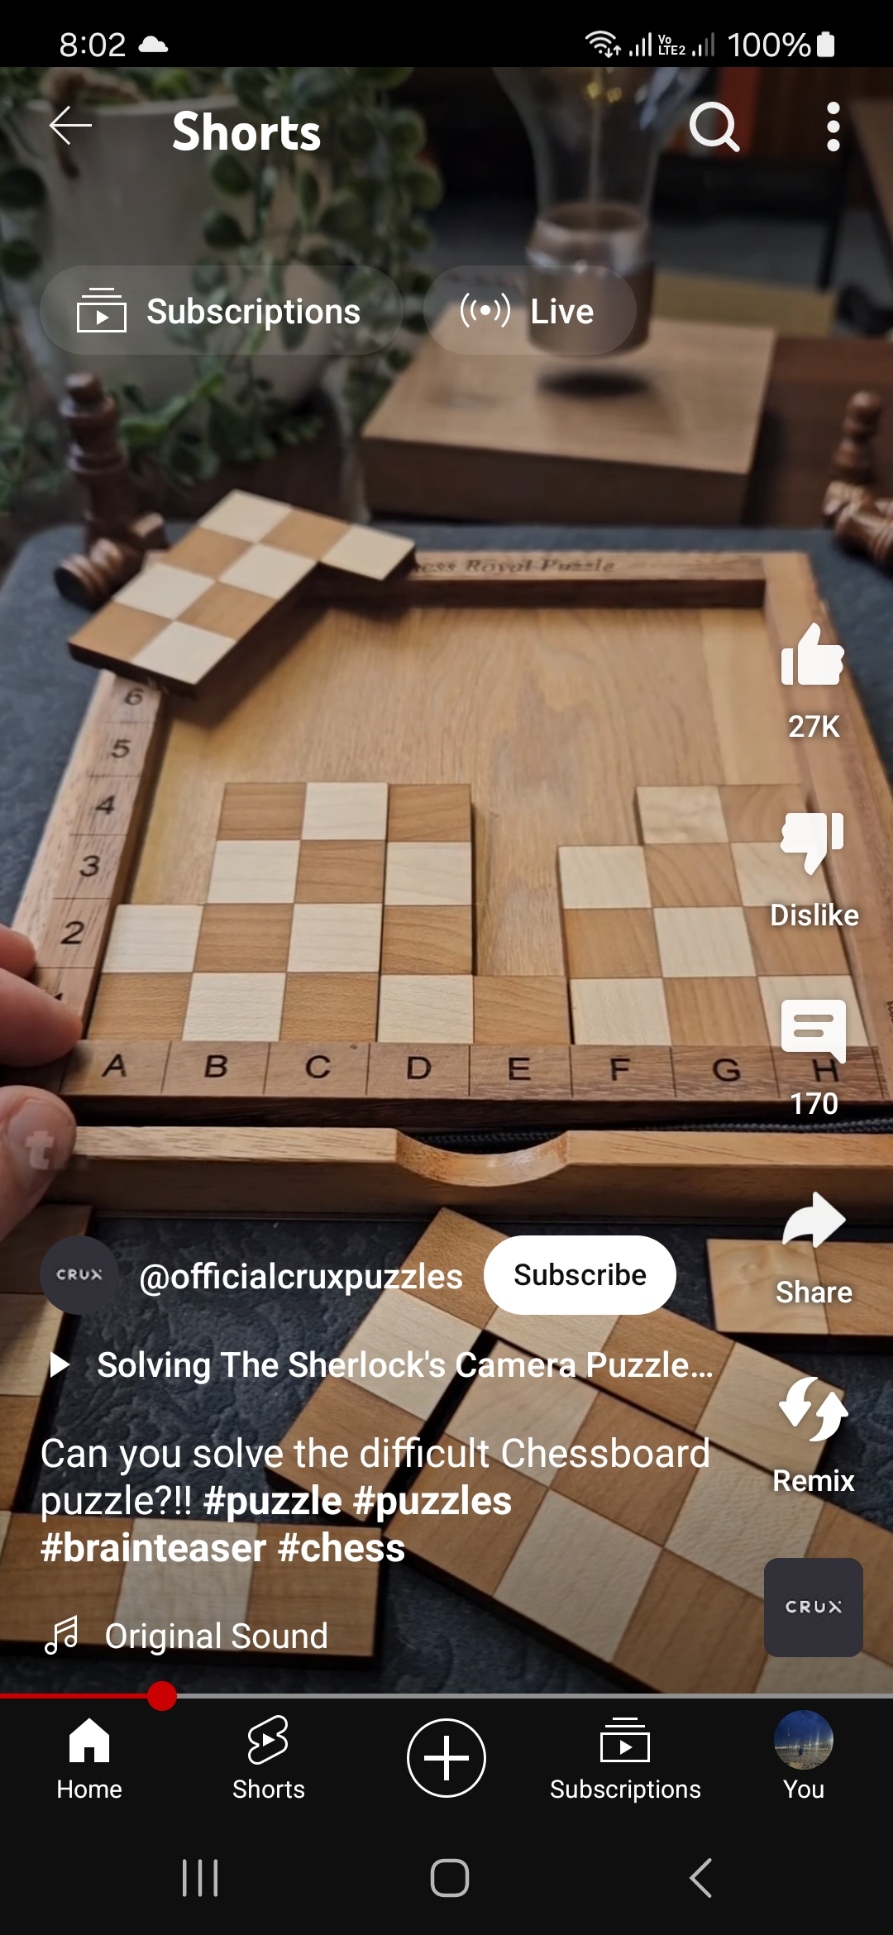 8:02
Vo
LTE2
100%
Shorts
Subscriptions
Live
Royal Puzzle
6
5
4
3
2
A B C D E F G H
27K
Dislike
170
Share
Remix
CRUX
@officialcruxpuzzles
Subscribe
Solving The Sherlock's Camera Puzzle...
Can you solve the difficult Chessboard
puzzle?!! #puzzle #puzzles
#brainteaser #chess
Original Sound
CRUX
Home
Shorts
Subscriptions
You